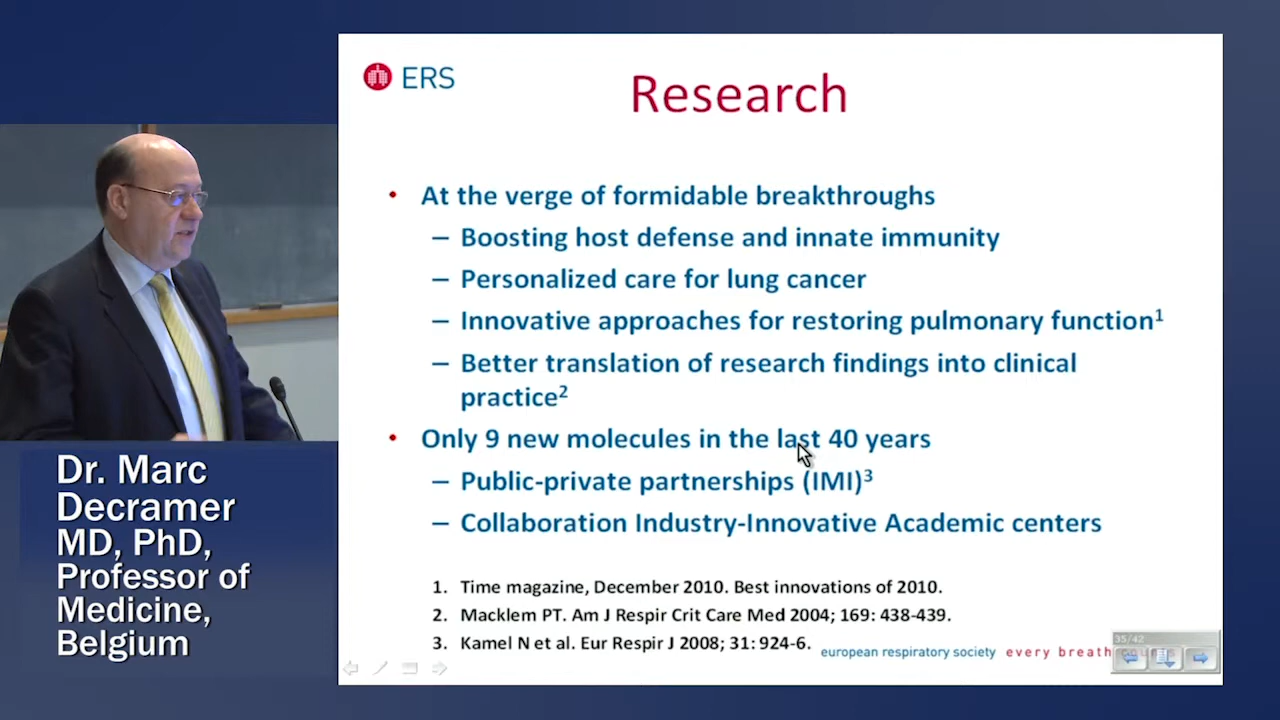 ERS
Research
• At the verge of formidable breakthroughs
– Boosting host defense and innate immunity
– Personalized care for lung cancer
– Innovative approaches for restoring pulmonary function1
– Better translation of research findings into clinical
practice2
• Only 9 new molecules in the last 40 years
– Public-private partnerships (IMI)3
– Collaboration Industry-Innovative Academic centers
1. Time magazine, December 2010. Best innovations of 2010.
2. Macklem PT. Am J Respir Crit Care Med 2004; 169: 438-439.
3. Kamel N et al. Eur Respir J 2008; 31: 924-6.
european respiratory society every breath
35/42
Dr. Marc
Decramer
MD, PhD,
Professor of
Medicine,
Belgium